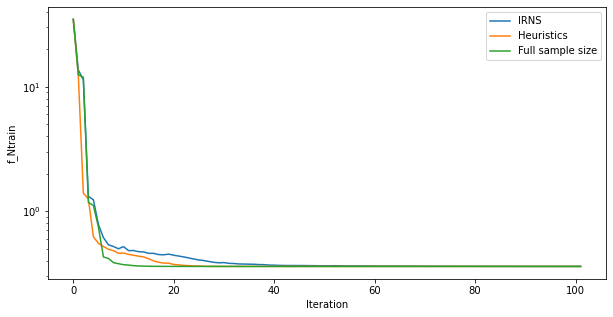 IRNS
Heuristics
Full sample size
f_Ntrain
10¹
10⁰
0 20 40 60 80 100
Iteration